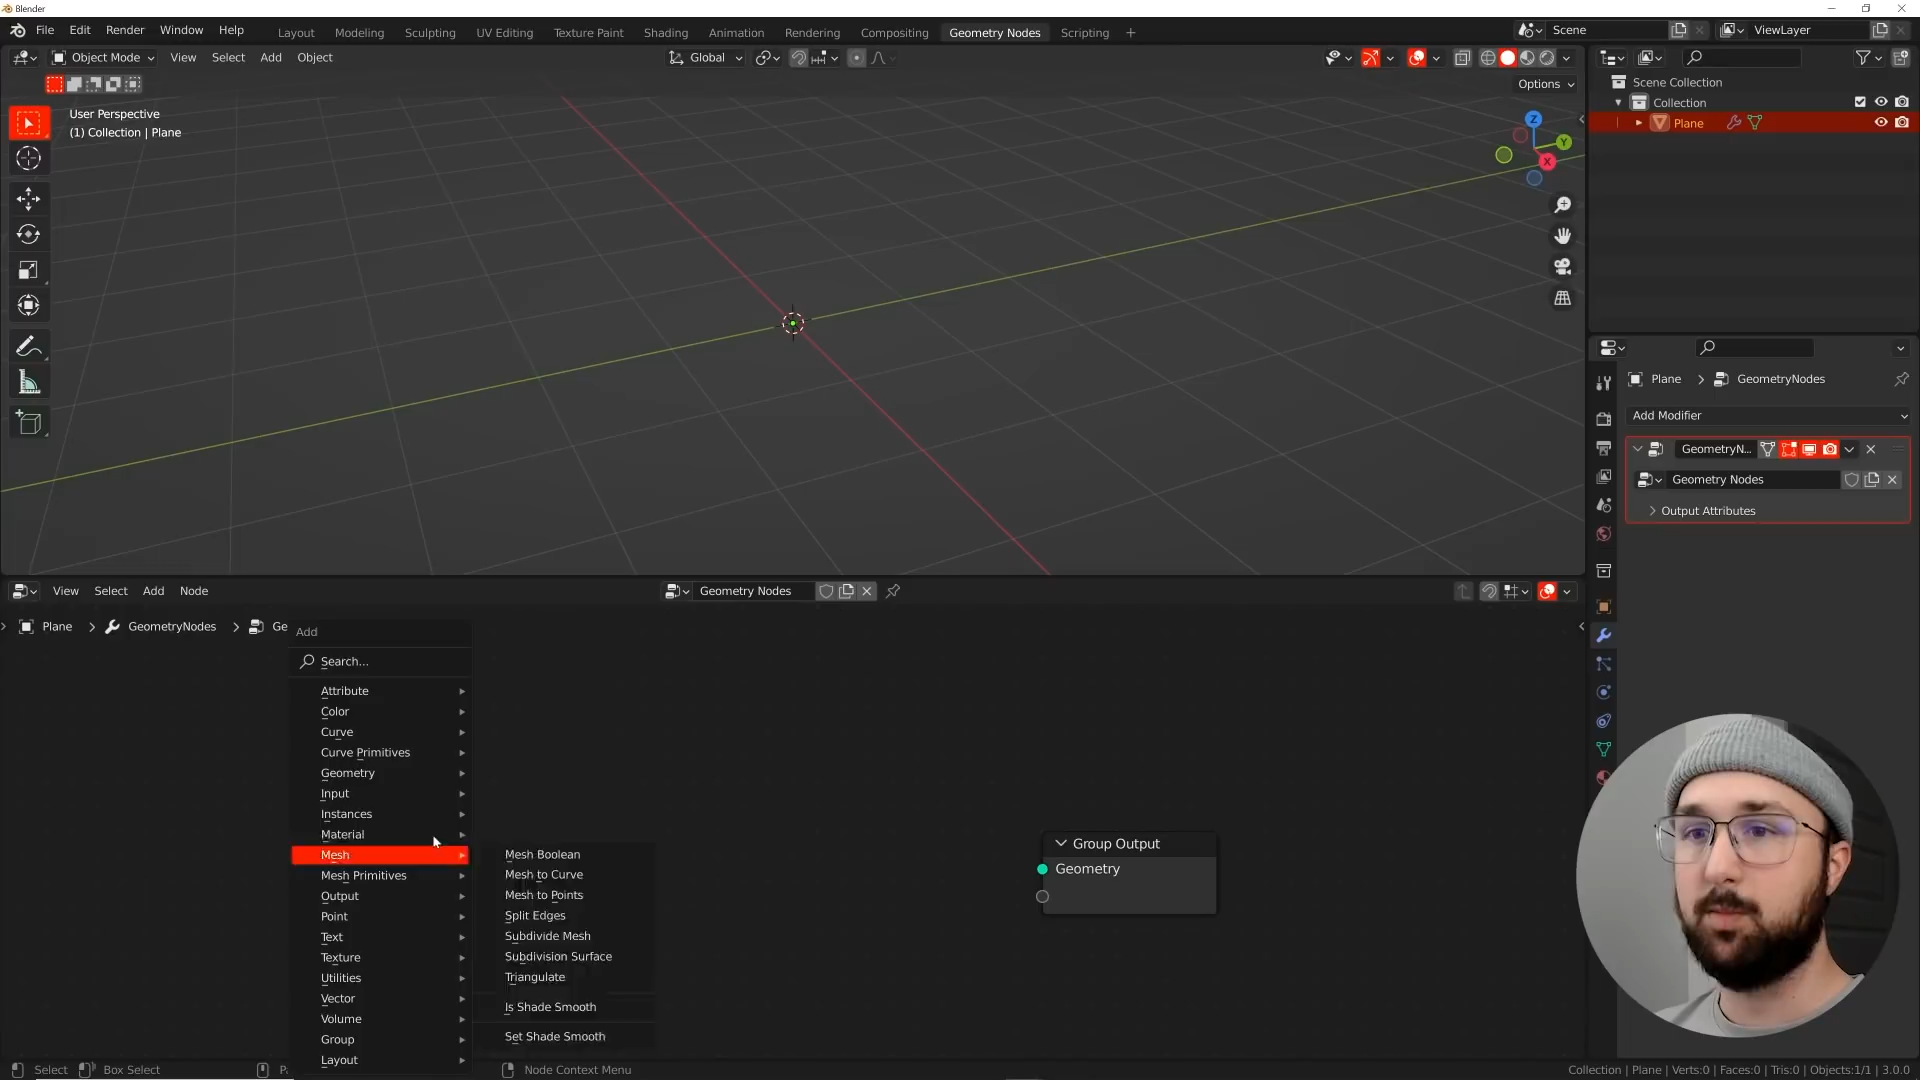 Blender
File Edit Render Window Help
Layout Modeling Sculpting UV Editing Texture Paint Shading Animation Rendering Compositing Geometry Nodes Scripting +
Scene
ViewLayer
Object Mode View Select Add Object
Global
Options
User Perspective
(1) Collection | Plane
Z
Y
X
Scene Collection
Collection
Plane
Plane > GeometryNodes
Add Modifier
GeometryN...
Geometry Nodes
Output Attributes
View Select Add Node
Geometry Nodes
Plane > GeometryNodes > Ge
Add
Search...
Attribute
Color
Curve
Curve Primitives
Geometry
Input
Instances
Material
Mesh
Mesh Primitives
Output
Point
Text
Texture
Utilities
Vector
Volume
Group
Layout
Mesh Boolean
Mesh to Curve
Mesh to Points
Split Edges
Subdivide Mesh
Subdivision Surface
Triangulate
Is Shade Smooth
Set Shade Smooth
Group Output
Geometry
Select
Box Select
Pa
Node Context Menu
Collection | Plane | Verts:0 | Faces:0 | Tris:0 | Objects:1/1 | 3.0.0